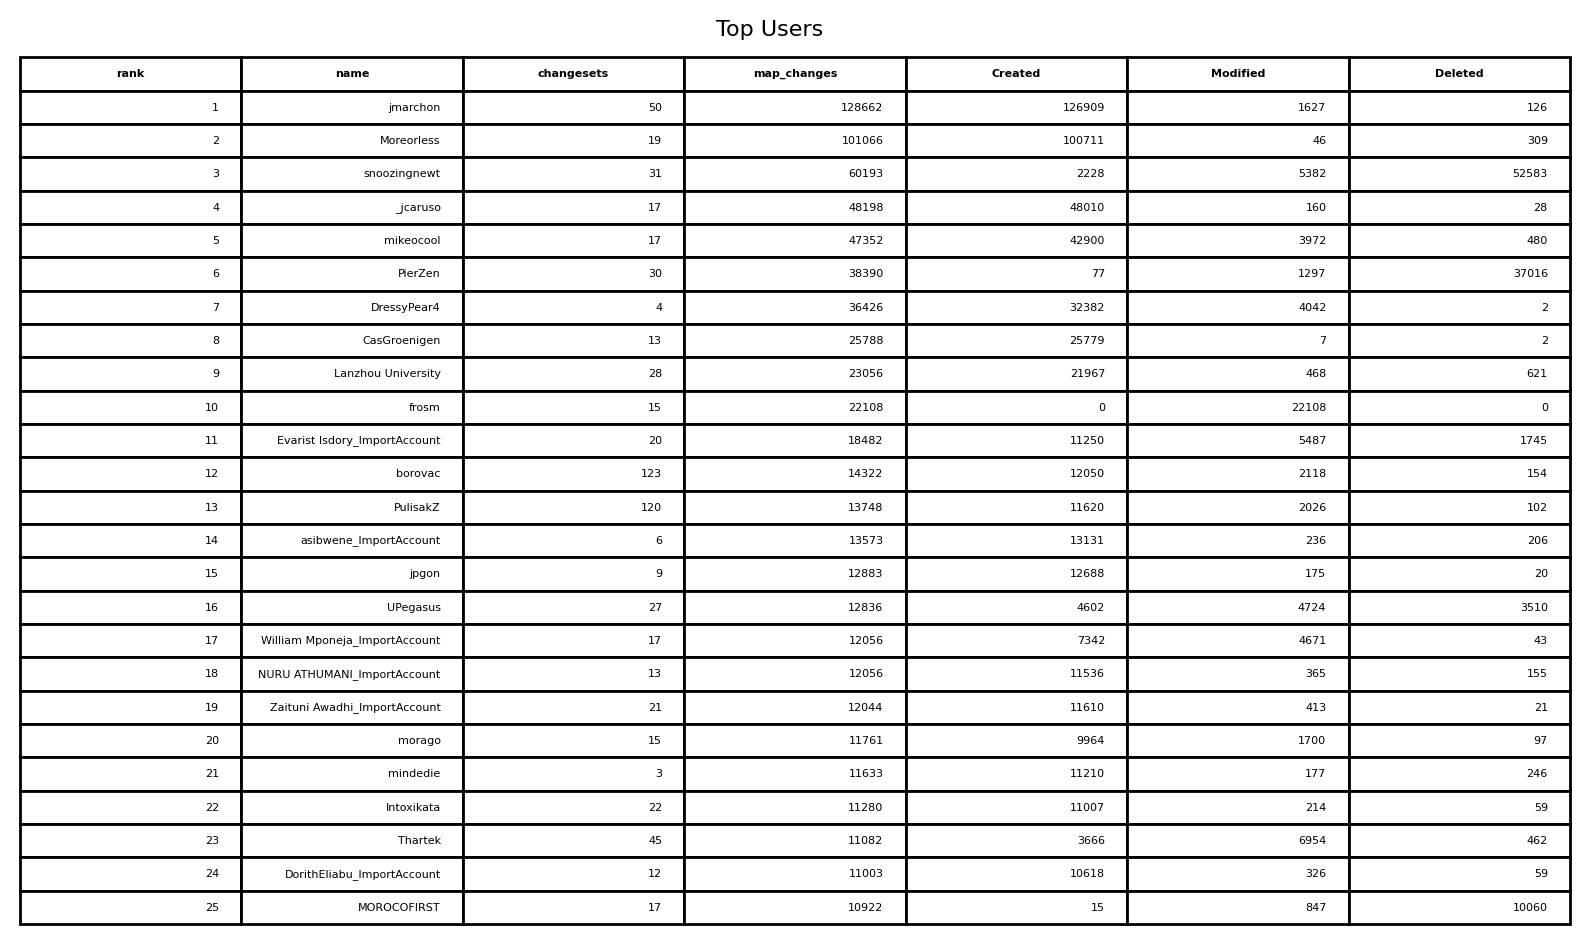 Top Users
rank name changesets map_changes Created Modified Deleted
1 jmarchon 50 128662 126909 1627 126
2 Moreorless 19 101066 100711 46 309
3 snoozingnewt 31 60193 2228 5382 52583
4 _jcaruso 17 48198 48010 160 28
5 mikeocool 17 47352 42900 3972 480
6 PierZen 30 38390 77 1297 37016
7 DressyPear4 4 36426 32382 4042 2
8 CasGroenigen 13 25788 25779 7 2
9 Lanzhou University 28 23056 21967 468 621
10 frosm 15 22108 0 22108 0
11 Evarist Isdory_ImportAccount 20 18482 11250 5487 1745
12 borovac 123 14322 12050 2118 154
13 PulisakZ 120 13748 11620 2026 102
14 asibwene_ImportAccount 6 13573 13131 236 206
15 jpgon 9 12883 12688 175 20
16 UPegasus 27 12836 4602 4724 3510
17 William Mponeja_ImportAccount 17 12056 7342 4671 43
18 NURU ATHUMANI_ImportAccount 13 12056 11536 365 155
19 Zaituni Awadhi_ImportAccount 21 12044 11610 413 21
20 morago 15 11761 9964 1700 97
21 mindedie 3 11633 11210 177 246
22 Intoxikata 22 11280 11007 214 59
23 Thartek 45 11082 3666 6954 462
24 DorithEliabu_ImportAccount 12 11003 10618 326 59
25 MOROCOFIRST 17 10922 15 847 10060